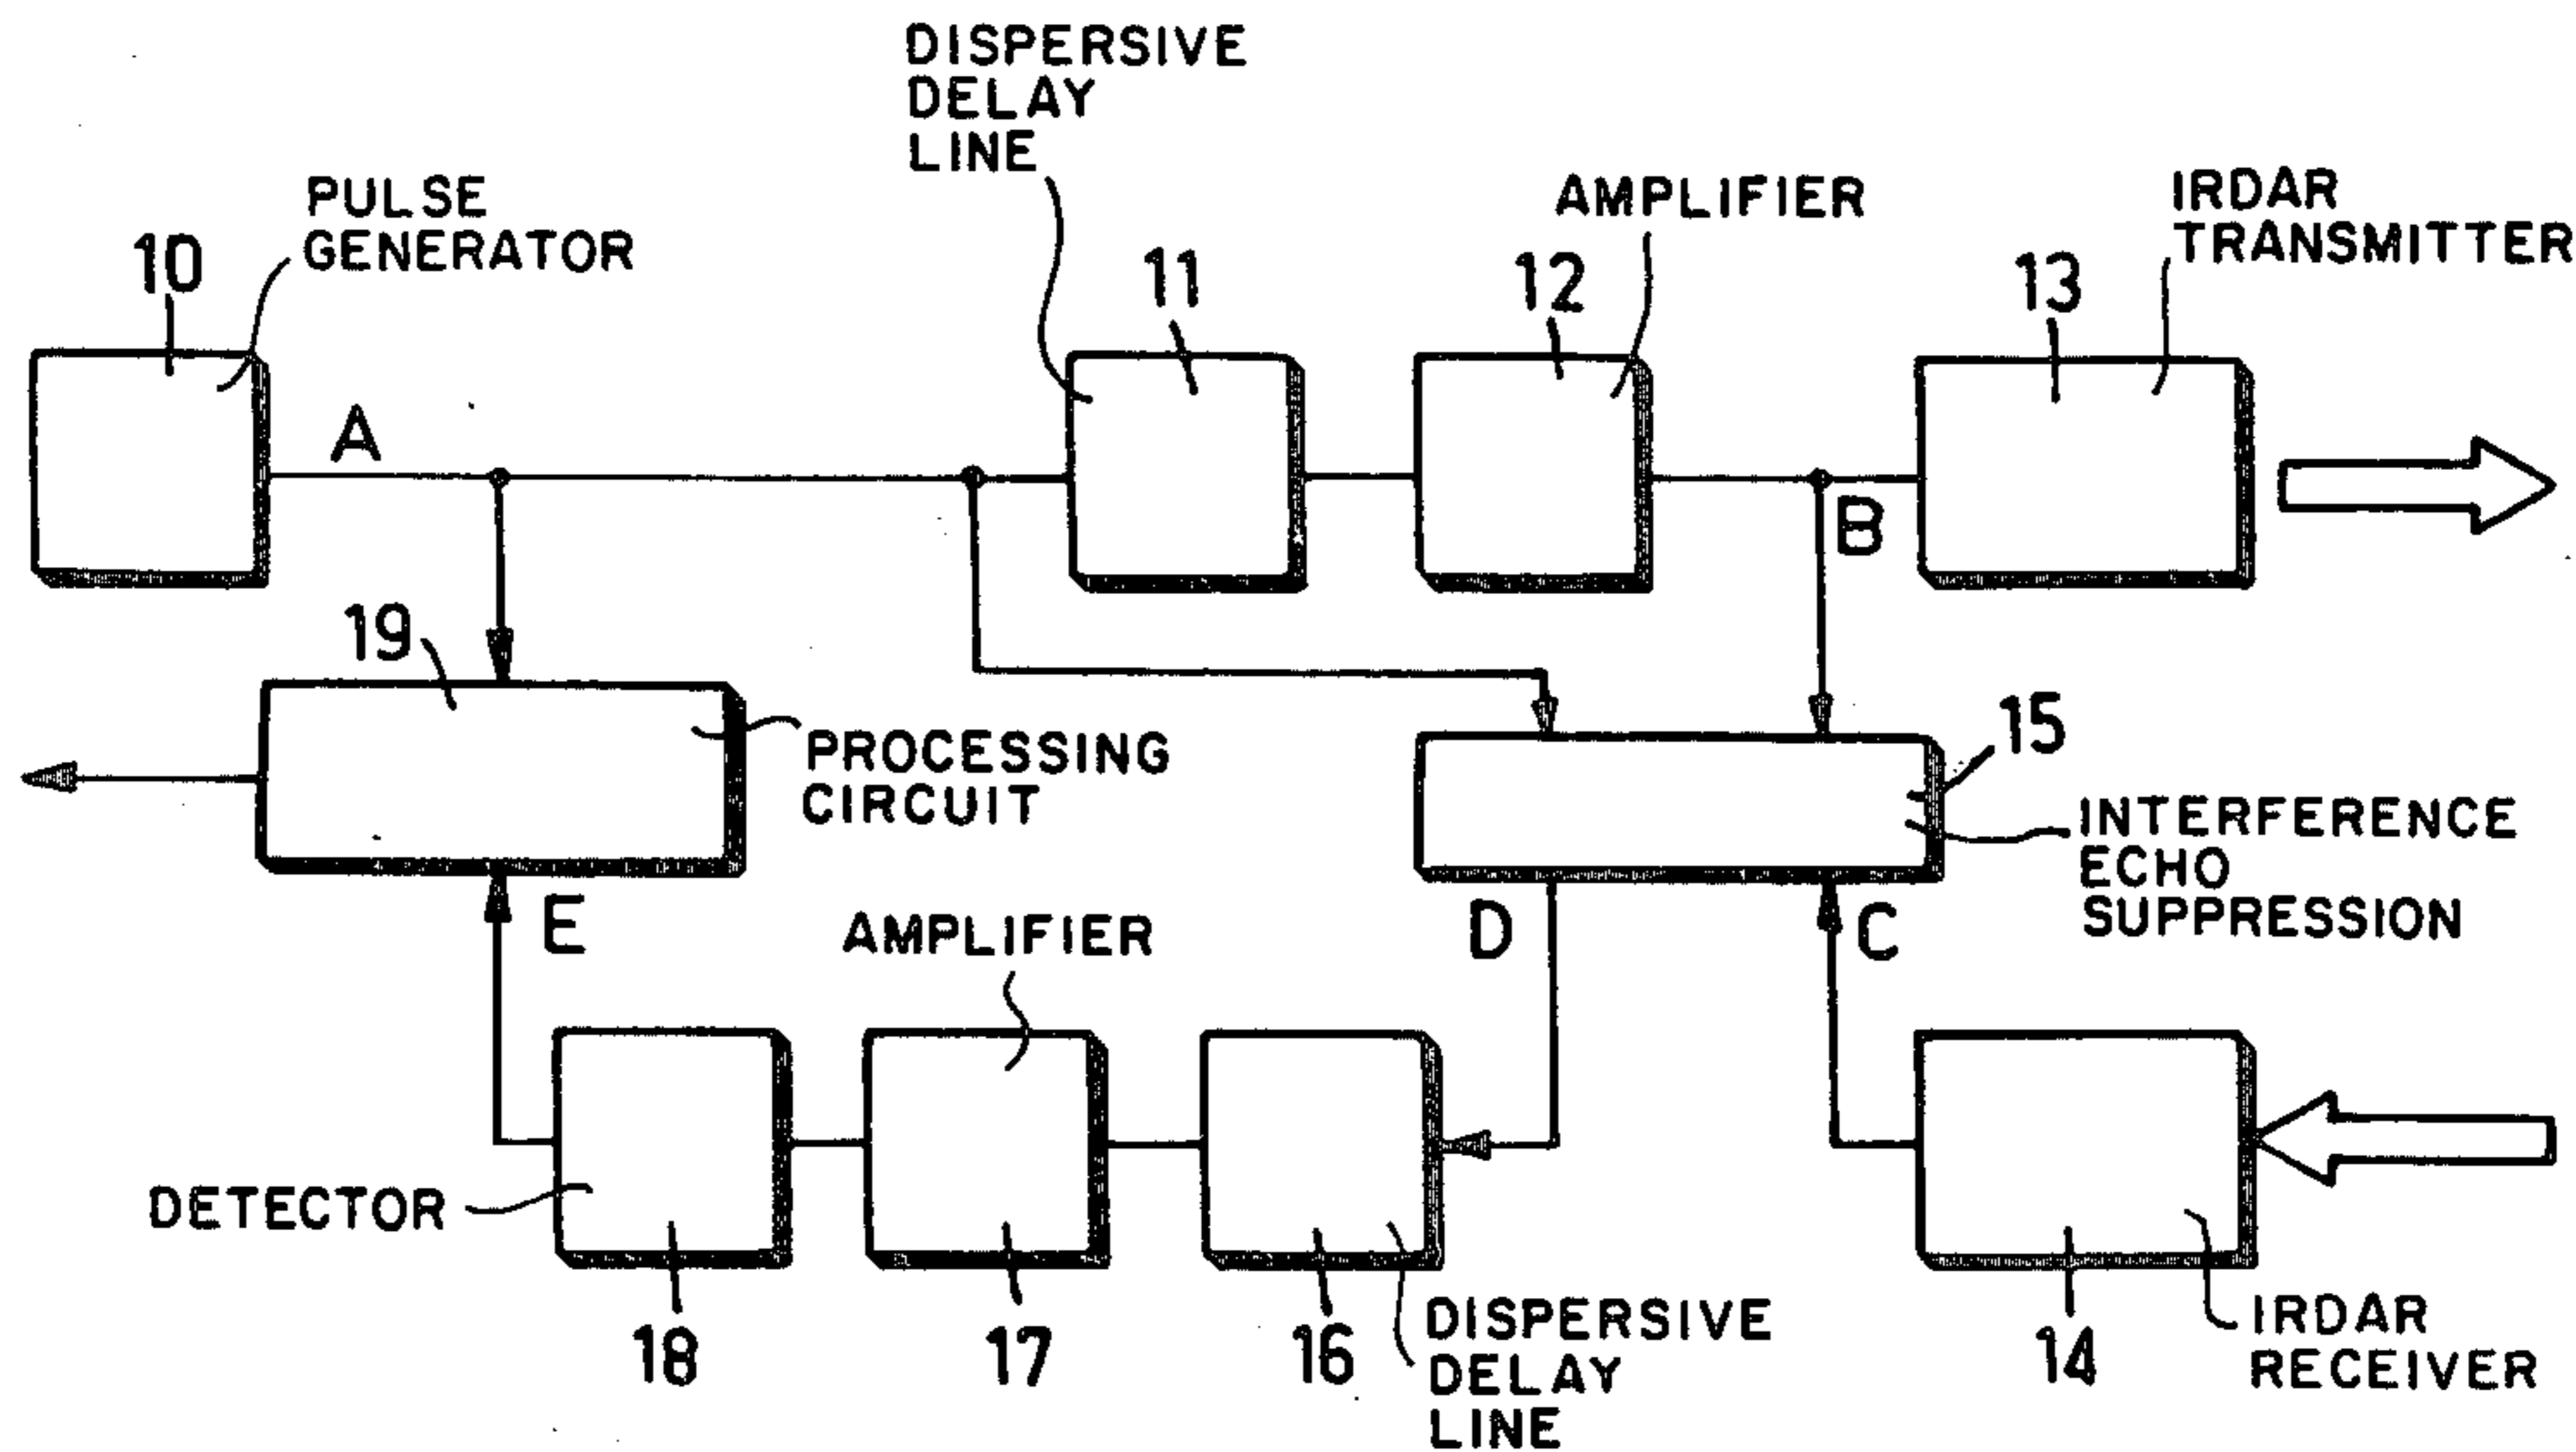 DISPERSIVE
DELAY
LINE
PULSE
GENERATOR
10
11
AMPLIFIER
12
IRDAR
TRANSMITTER
13
A
B
19
PROCESSING
CIRCUIT
15
INTERFERENCE
ECHO
SUPPRESSION
E
AMPLIFIER
D
C
DETECTOR
18
17
16
DISPERSIVE
DELAY
LINE
14
IRDAR
RECEIVER